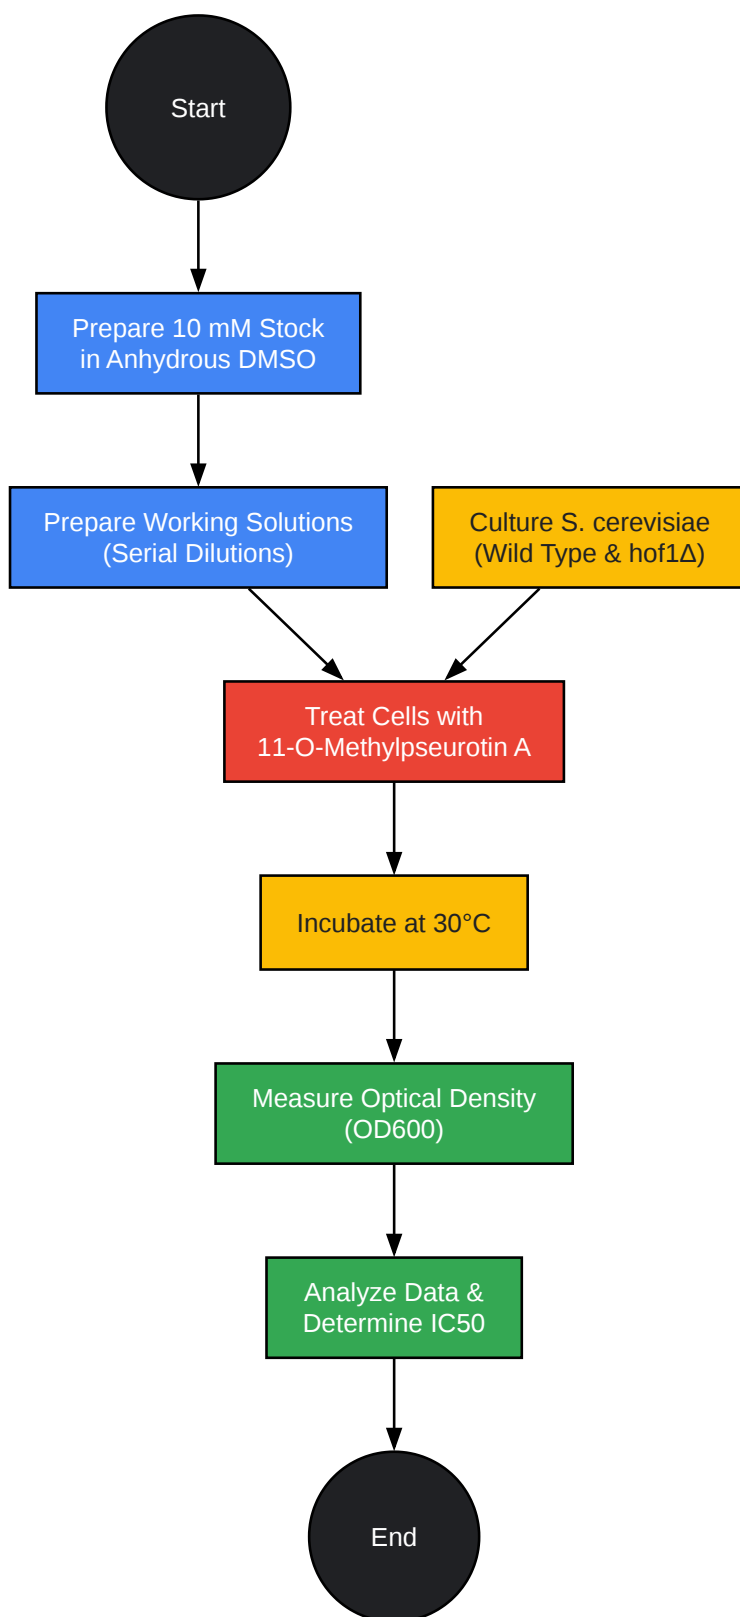 Start
Prepare 10 mM Stock
in Anhydrous DMSO
Prepare Working Solutions
(Serial Dilutions)
Culture S. cerevisiae
(Wild Type & hof1Δ)
Treat Cells with
11-O-Methylpseurotin A
Incubate at 30°C
Measure Optical Density
(OD600)
Analyze Data &
Determine IC50
End